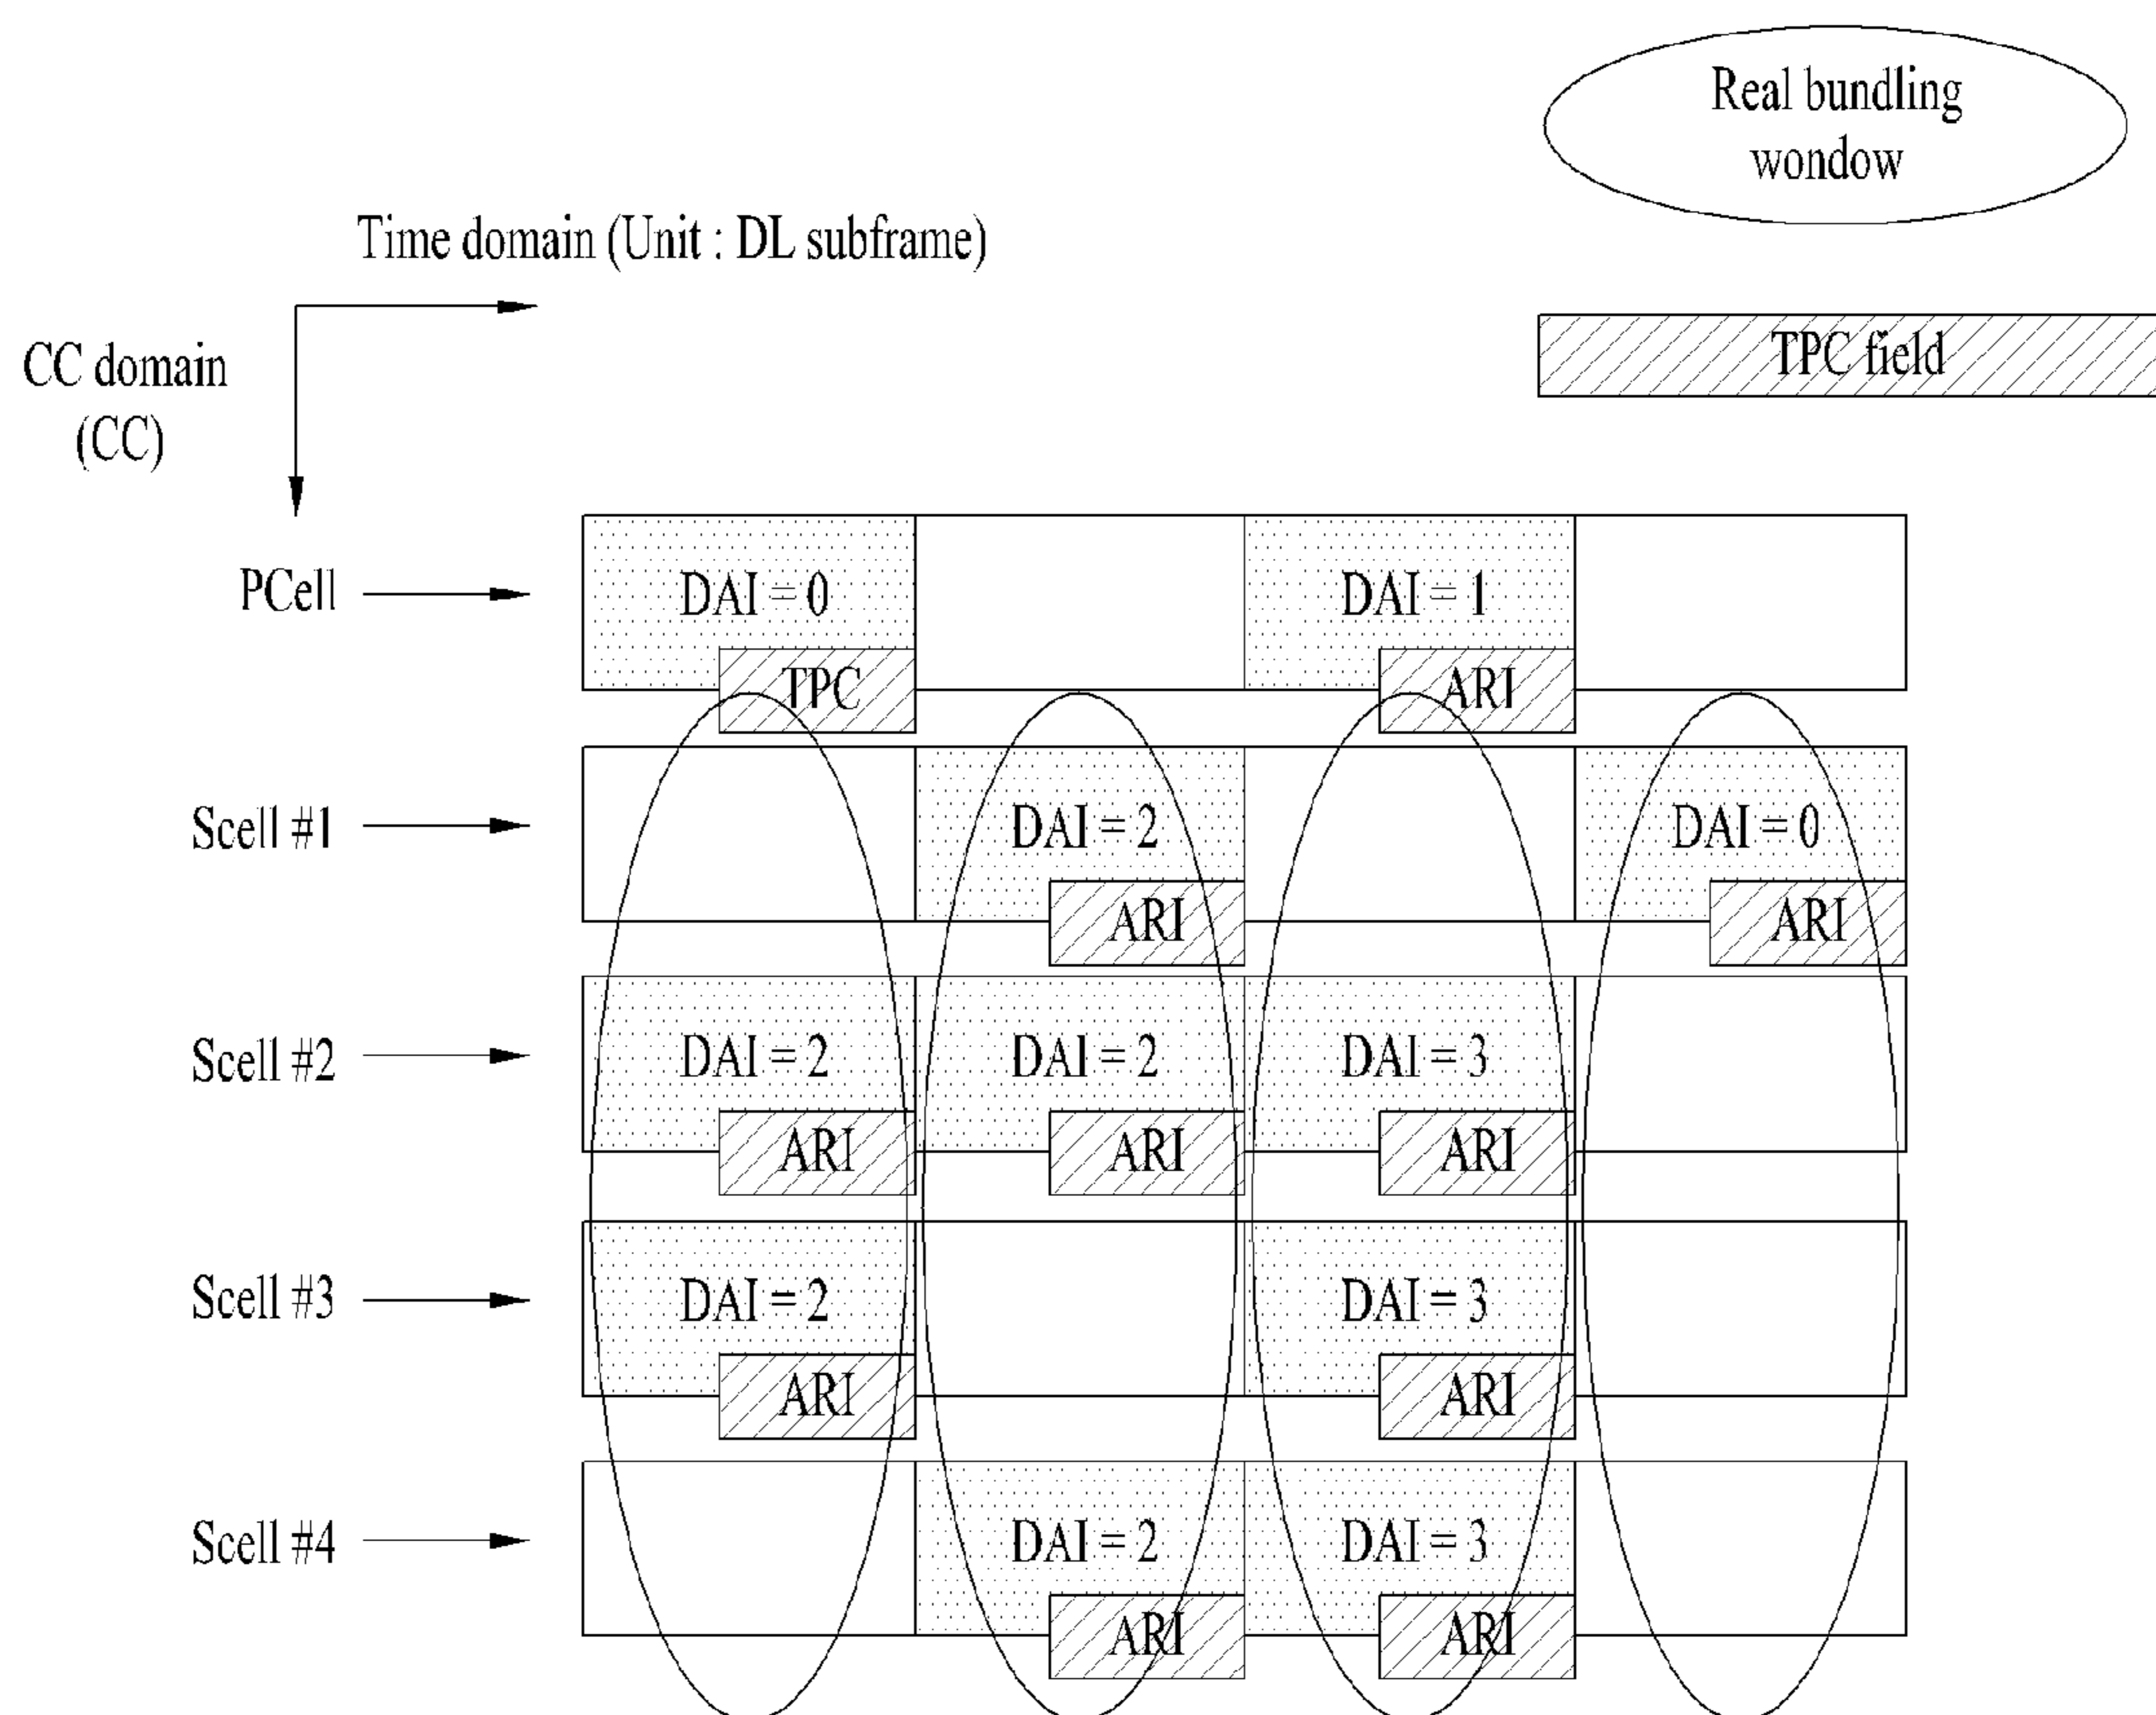 Real bundling
wondow
Time domain (Unit : DL subframe)
TPC field
CC domain
(CC)
PCell
DAI = 0
DAI = 1
TPC
ARI
Scell #1
DAI = 2
DAI = 0
ARI
ARI
Scell #2
DAI = 2
DAI = 2
DAI = 3
ARI
ARI
ARI
Scell #3
DAI = 2
DAI = 3
ARI
ARI
Scell #4
DAI = 2
DAI = 3
ARI
ARI